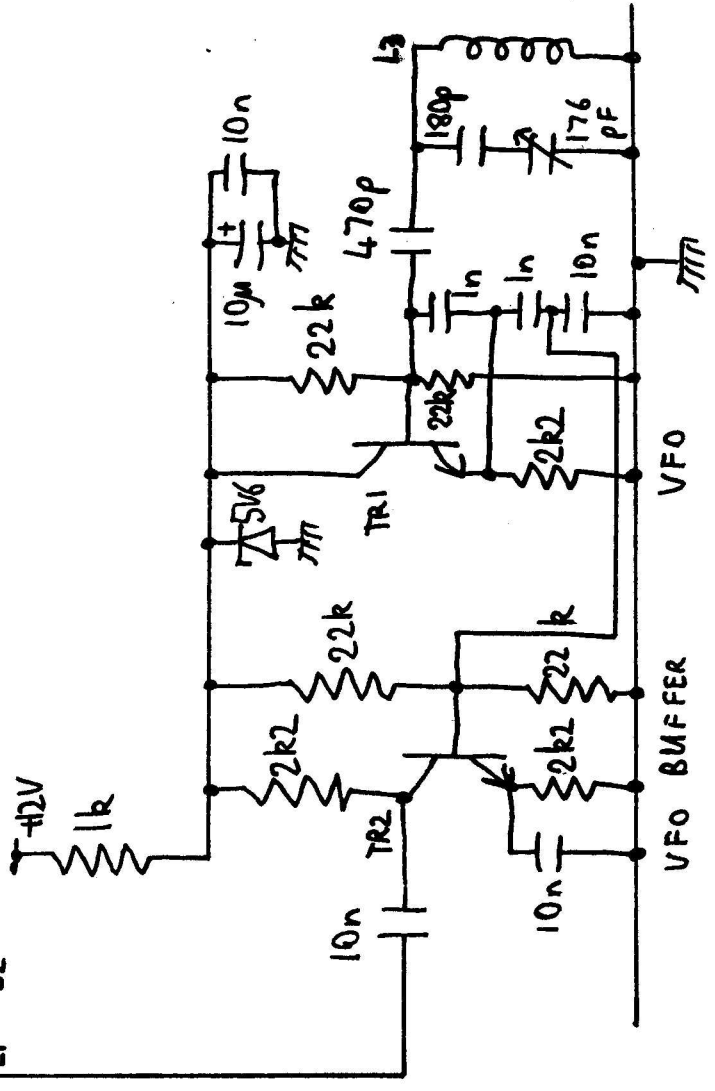 +12V
1k
10n
10μ
+
5V6
22k
22k
2k2
470p
L3
180p
176
pF
1n
1n
10n
22k
2k2
TR1
22
k
2k2
TR2
10n
10n
VFO
VFO BUFFER